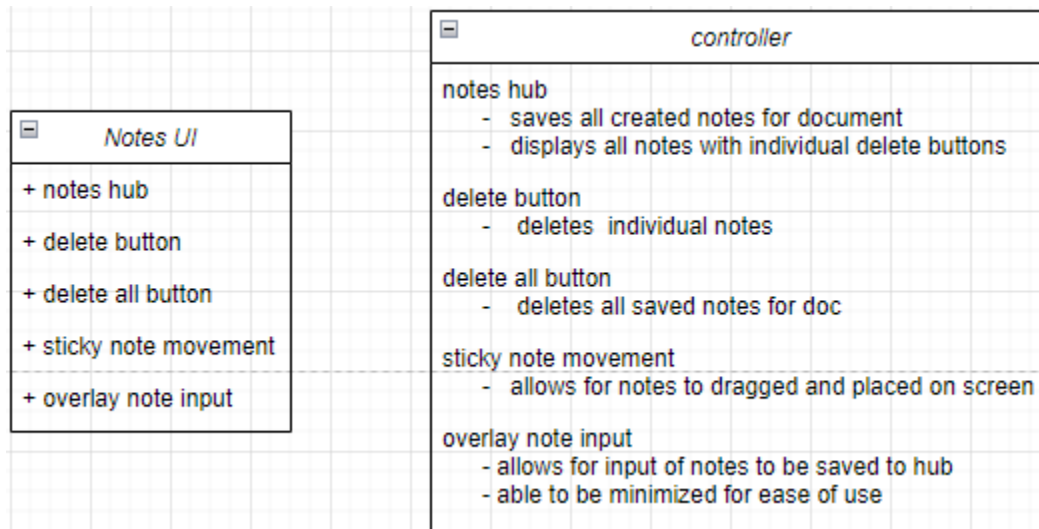 Notes UI
+ notes hub
+ delete button
+ delete all button
+ sticky note movement
+ overlay note input
controller
notes hub
- saves all created notes for document
- displays all notes with individual delete buttons
delete button
- deletes individual notes
delete all button
- deletes all saved notes for doc
sticky note movement
- allows for notes to dragged and placed on screen
overlay note input
- allows for input of notes to be saved to hub
- able to be minimized for ease of use